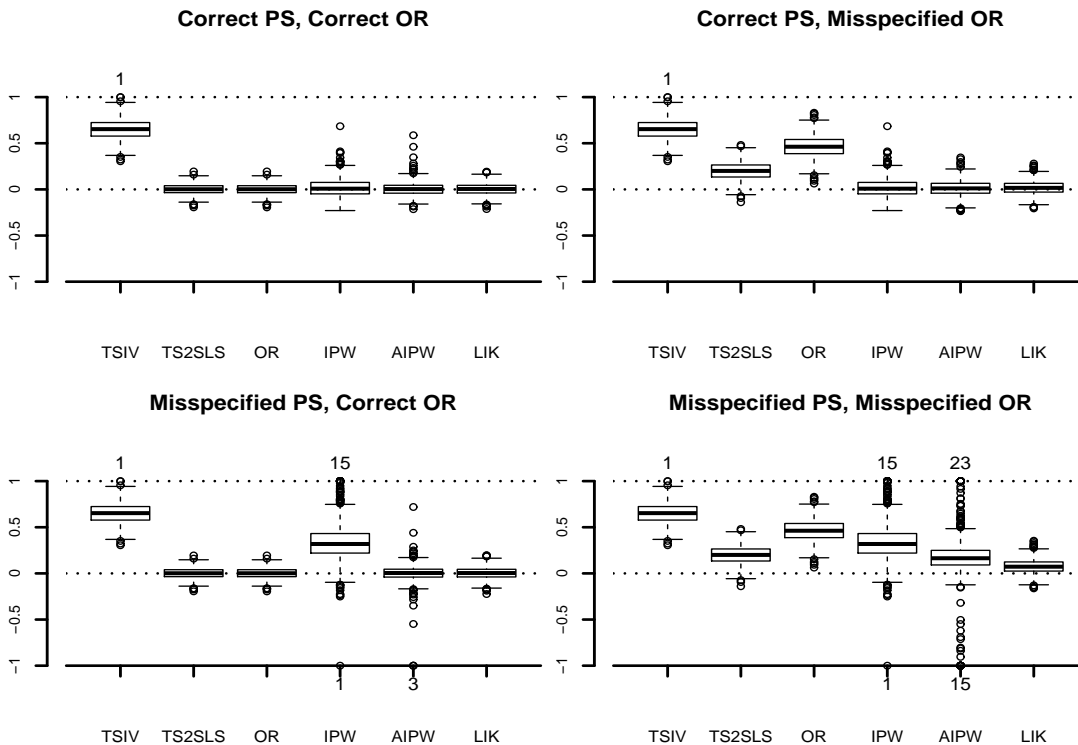 Correct PS, Correct OR
1
1
0.5
0
−0.5
−1
TSIV TS2SLS OR IPW AIPW LIK
Correct PS, Misspecified OR
1
1
0.5
0
−0.5
−1
TSIV TS2SLS OR IPW AIPW LIK
Misspecified PS, Correct OR
1 15
1
0.5
0
−0.5
−1
1 3
TSIV TS2SLS OR IPW AIPW LIK
Misspecified PS, Misspecified OR
1 15 23
1
0.5
0
−0.5
−1
1 15
TSIV TS2SLS OR IPW AIPW LIK